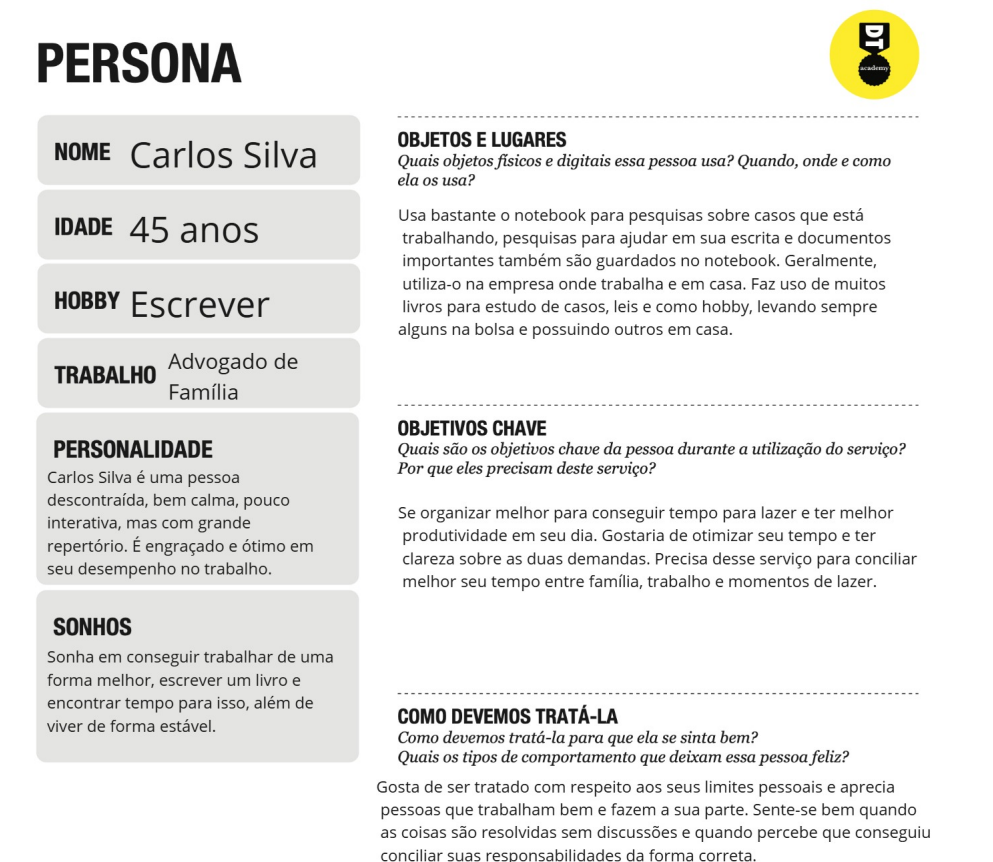 PERSONA
DT
academy
NOME Carlos Silva
IDADE 45 anos
HOBBY Escrever
TRABALHO Advogado de
Família
PERSONALIDADE
Carlos Silva é uma pessoa
descontraída, bem calma, pouco
interativa, mas com grande
repertório. É engraçado e ótimo em
seu desempenho no trabalho.
SONHOS
Sonha em conseguir trabalhar de uma
forma melhor, escrever um livro e
encontrar tempo para isso, além de
viver de forma estável.
OBJETOS E LUGARES
Quais objetos físicos e digitais essa pessoa usa? Quando, onde e como
ela os usa?
Usa bastante o notebook para pesquisas sobre casos que está
trabalhando, pesquisas para ajudar em sua escrita e documentos
importantes também são guardados no notebook. Geralmente,
utiliza-o na empresa onde trabalha e em casa. Faz uso de muitos
livros para estudo de casos, leis e como hobby, levando sempre
alguns na bolsa e possuindo outros em casa.
OBJETIVOS CHAVE
Quais são os objetivos chave da pessoa durante a utilização do serviço?
Por que eles precisam deste serviço?
Se organizar melhor para conseguir tempo para lazer e ter melhor
produtividade em seu dia. Gostaria de otimizar seu tempo e ter
clareza sobre as duas demandas. Precisa desse serviço para conciliar
melhor seu tempo entre família, trabalho e momentos de lazer.
COMO DEVEMOS TRATÁ-LA
Como devemos tratá-la para que ela se sinta bem?
Quais os tipos de comportamento que deixam essa pessoa feliz?
Gosta de ser tratado com respeito aos seus limites pessoais e aprecia
pessoas que trabalham bem e fazem a sua parte. Sente-se bem quando
as coisas são resolvidas sem discussões e quando percebe que conseguiu
conciliar suas responsabilidades da forma correta.